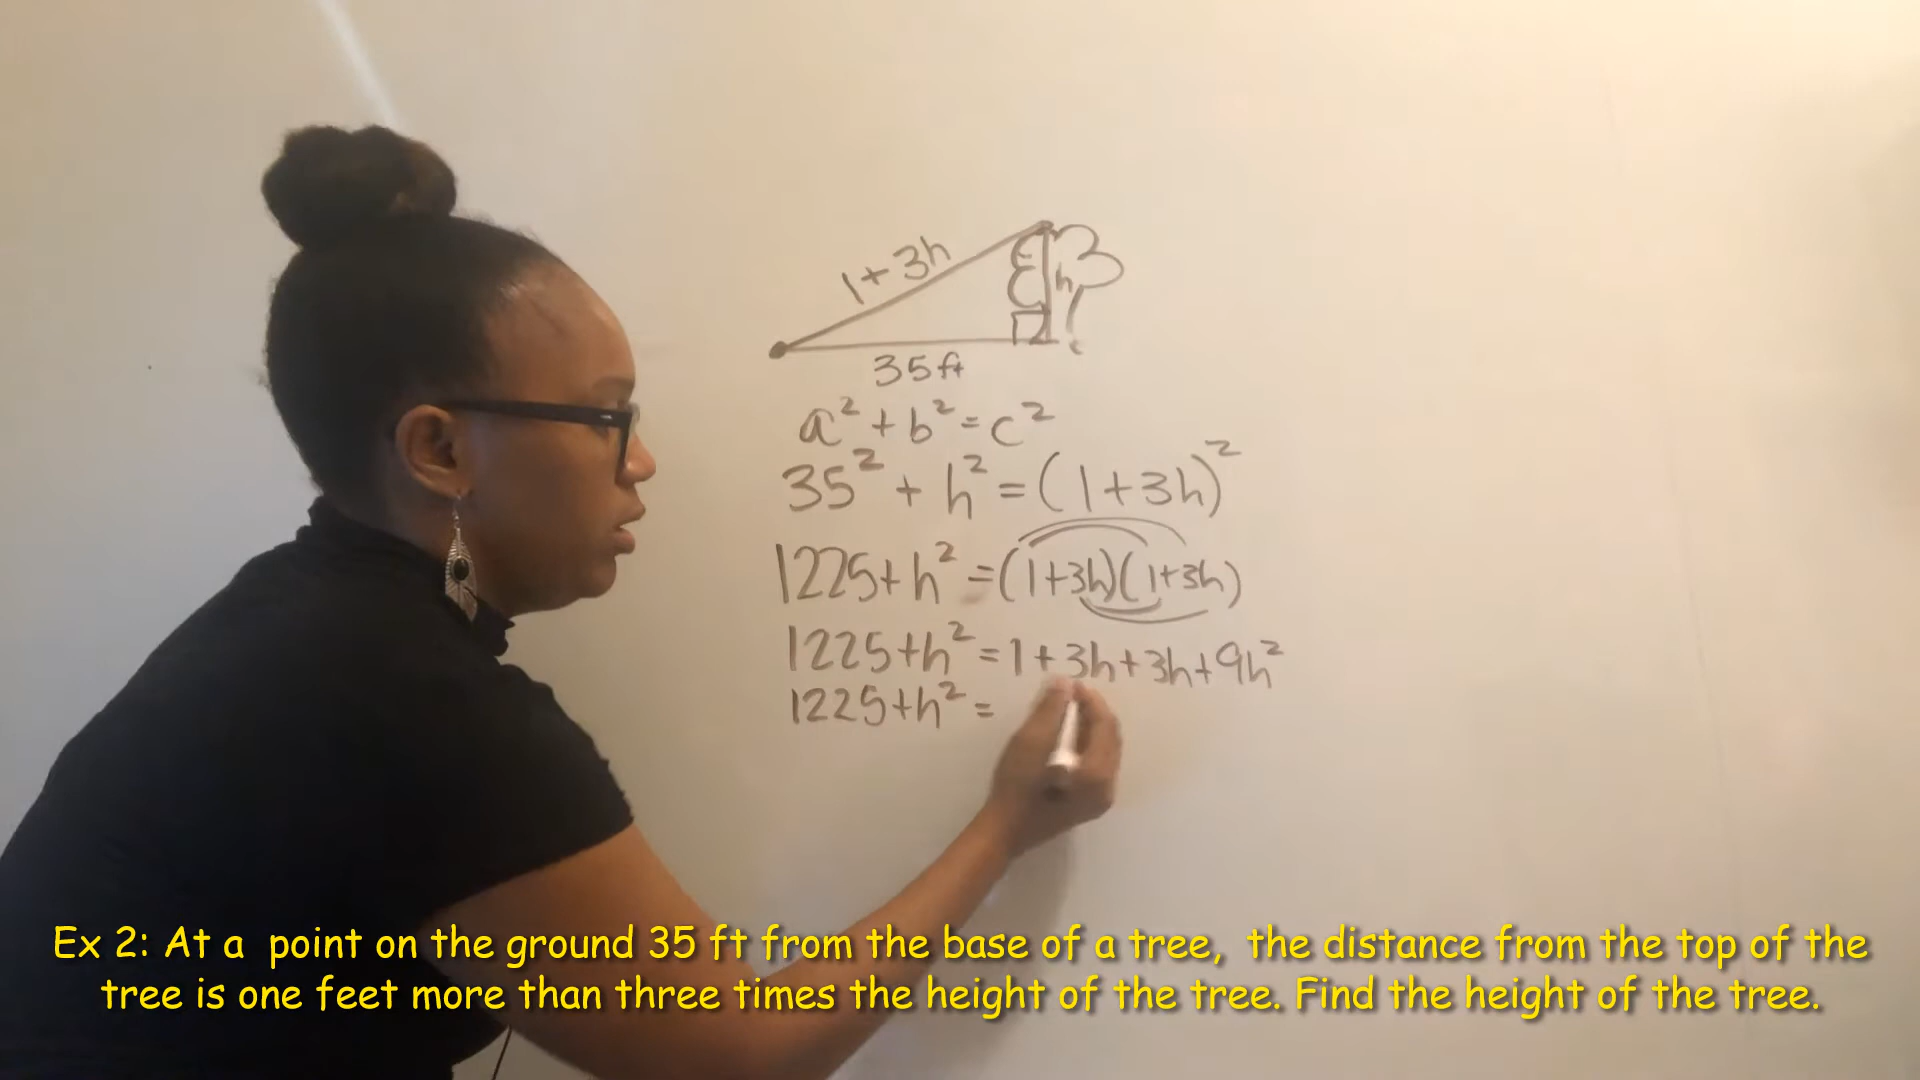 1+3h
h
35ft
a²+b²=c²
35²+h²=(1+3h)²
1225+h²=(1+3h)(1+3h)
1225+h²=1+3h+3h+9h²
1225+h²=
Ex 2: At a point on the ground 35 ft from the base of a tree, the distance from the top of the
tree is one feet more than three times the height of the tree. Find the height of the tree.